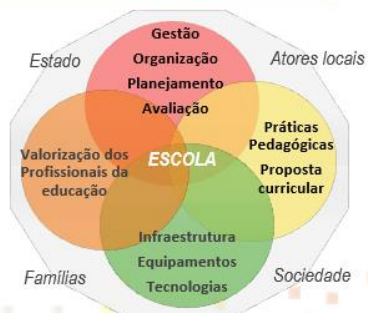 Gestão
Organização
Planejamento
Avaliação
Estado
Atores locais
Valorização dos
Profissionais da
educação
ESCOLA
Práticas
Pedagógicas
Proposta
curricular
Infraestrutura
Equipamentos
Tecnologias
Famílias
Sociedade